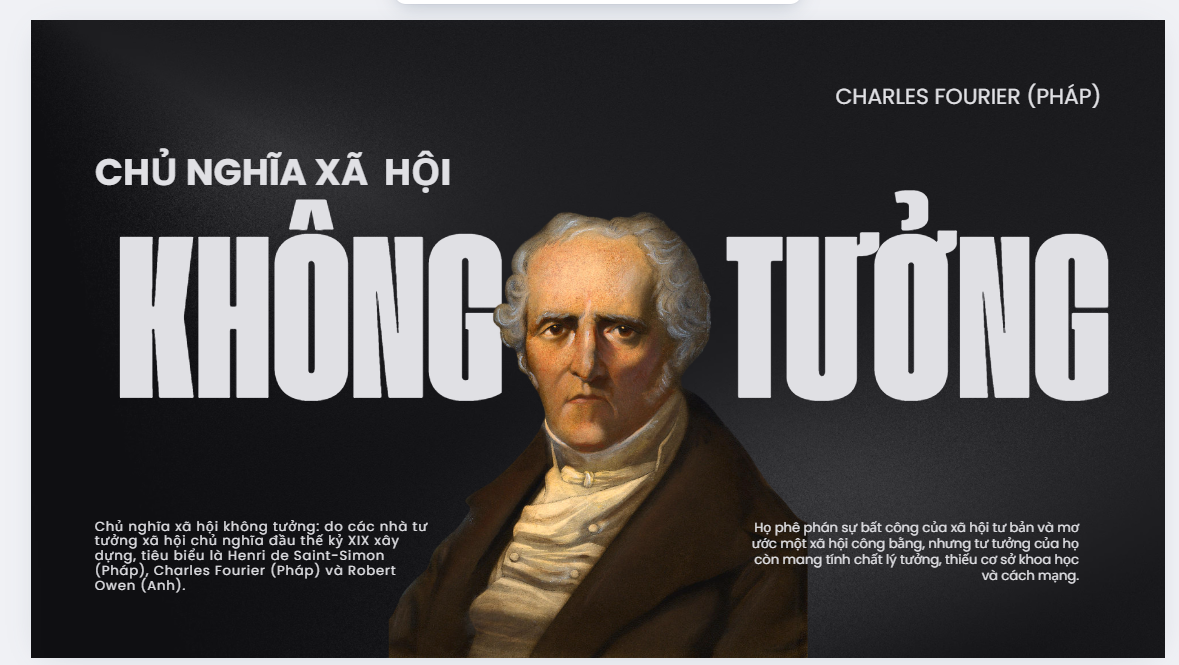 CHARLES FOURIER (PHÁP)
CHỦ NGHĨA XÃ HỘI
KHÔNG TƯỞNG
Chủ nghĩa xã hội không tưởng: do các nhà tư
tưởng xã hội chủ nghĩa đầu thế kỷ XIX xây
dựng, tiêu biểu là Henri de Saint-Simon
(Pháp), Charles Fourier (Pháp) và Robert
Owen (Anh).
Họ phê phán sự bất công của xã hội tư bản và mơ
ước một xã hội công bằng, nhưng tư tưởng của họ
còn mang tính chất lý tưởng, thiếu cơ sở khoa học
và cách mạng.